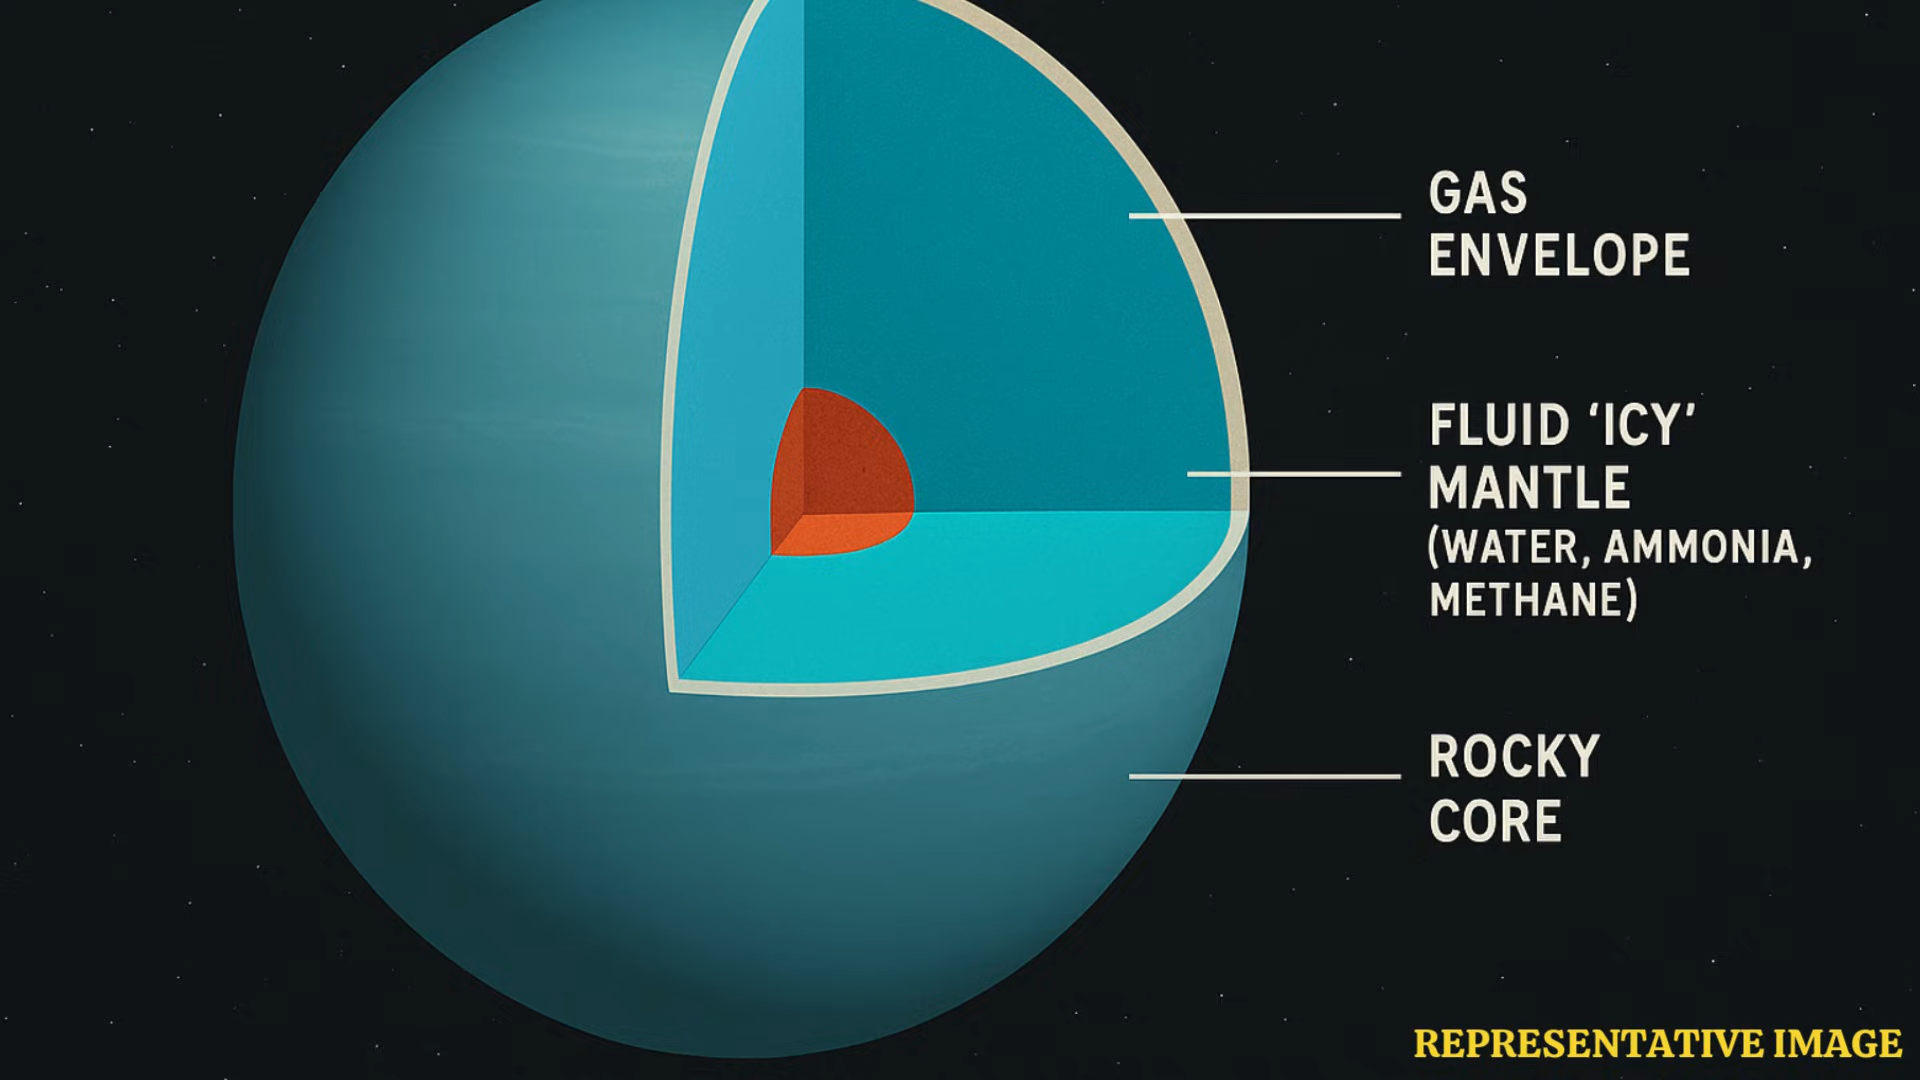 GAS
ENVELOPE
FLUID ‘ICY’
MANTLE
(WATER, AMMONIA,
METHANE)
ROCKY
CORE
REPRESENTATIVE IMAGE